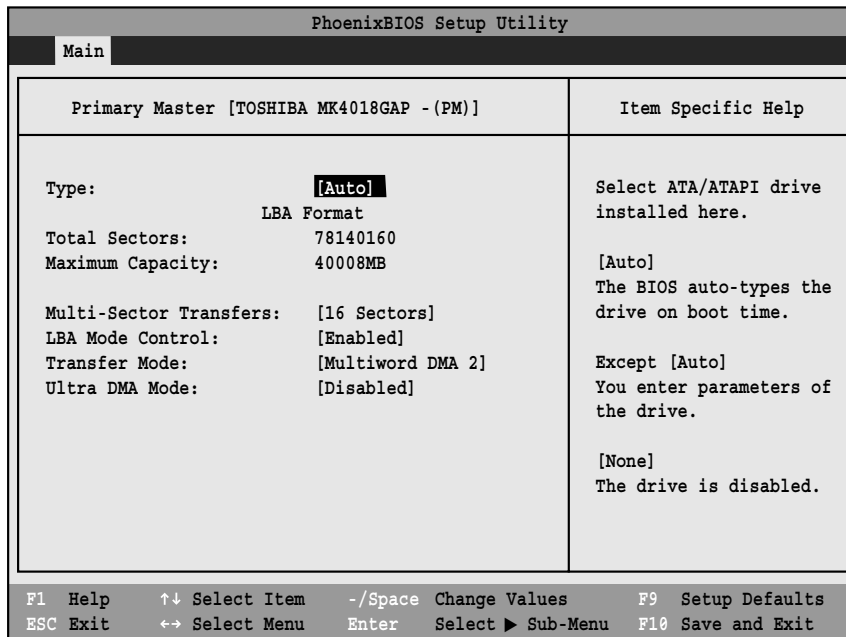 PhoenixBIOS Setup Utility
Main
Primary Master [TOSHIBA MK4018GAP -(PM)]
Item Specific Help
Type: [Auto]
LBA Format
Total Sectors: 78140160
Maximum Capacity: 40008MB
Multi-Sector Transfers: [16 Sectors]
LBA Mode Control: [Enabled]
Transfer Mode: [Multiword DMA 2]
Ultra DMA Mode: [Disabled]
Select ATA/ATAPI drive
installed here.
[Auto]
The BIOS auto-types the
drive on boot time.
Except [Auto]
You enter parameters of
the drive.
[None]
The drive is disabled.
F1 Help ↑↓ Select Item -/Space Change Values F9 Setup Defaults
ESC Exit ←→ Select Menu Enter Select ▶ Sub-Menu F10 Save and Exit